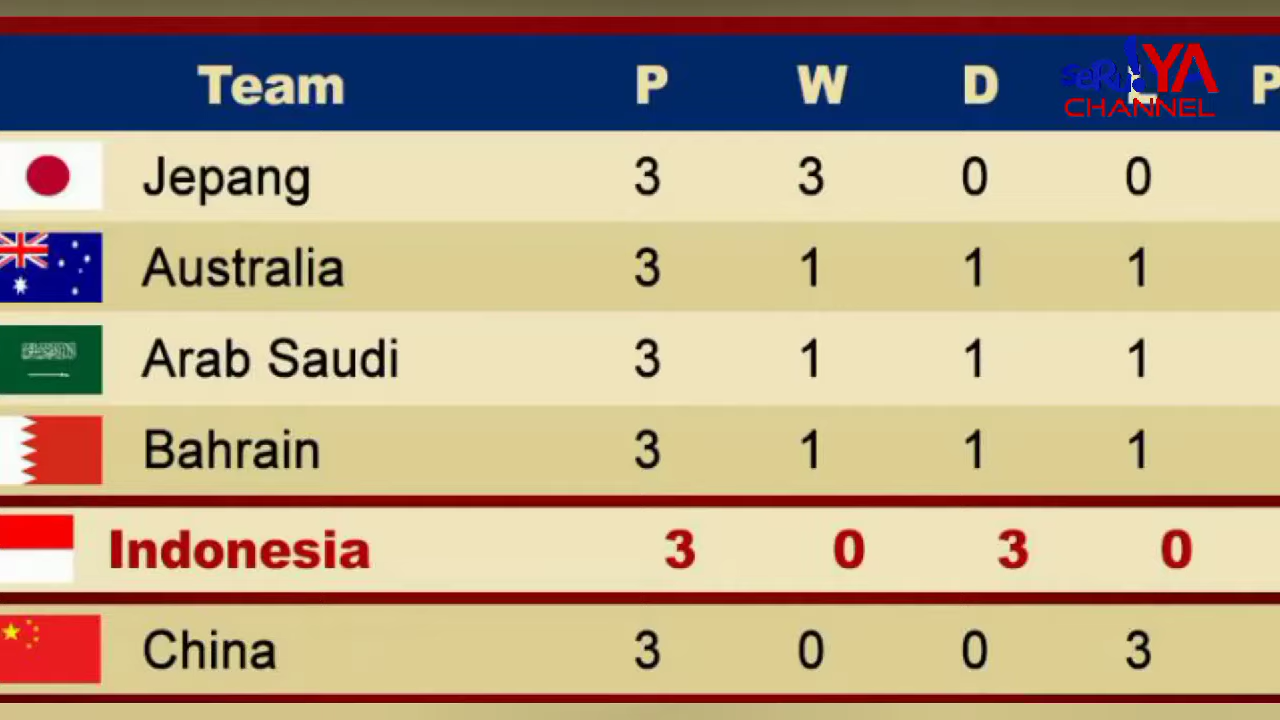 Team P W D L P
Jepang 3 3 0 0
Australia 3 1 1 1
Arab Saudi 3 1 1 1
Bahrain 3 1 1 1
Indonesia 3 0 3 0
China 3 0 0 3
YA
CHANNEL